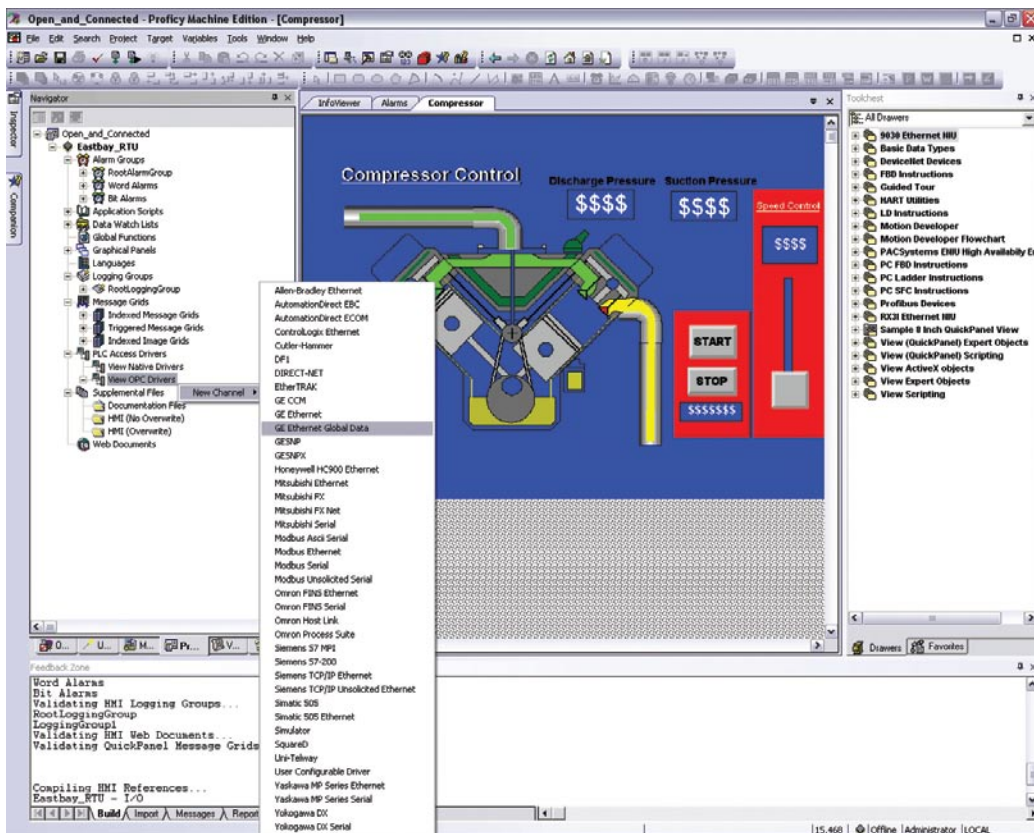 Open_and_Connected - Proficy Machine Edition - [Compressor]
File Edit Search Project Target Variables Tools Window Help
Navigator
Inspector
Companion
Open_and_Connected
Eastbay_RTU
Alarm Groups
RootAlarmGroup
Word Alarms
Bit Alarms
Application Scripts
Data Watch Lists
Global Functions
Graphical Panels
Languages
Logging Groups
RootLoggingGroup
Message Grids
Indexed Message Grids
Triggered Message Grids
Indexed Image Grids
PLC Access Drivers
View Native Drivers
View OPC Drivers
Supplemental Files
Documentation Files
HMI (No Overwrite)
HMI (Overwrite)
Web Documents
New Channel
Allen-Bradley Ethernet
AutomationDirect EBC
AutomationDirect ECOM
ControlLogix Ethernet
Cutler-Hammer
DF1
DIRECT-NET
EtherTRAK
GE CCM
GE Ethernet
GE Ethernet Global Data
GESNP
GESNPX
Honeywell HC900 Ethernet
Mitsubishi Ethernet
Mitsubishi FX
Mitsubishi FX Net
Mitsubishi Serial
Modbus Ascii Serial
Modbus Ethernet
Modbus Serial
Modbus Unsolicited Serial
Omron FINS Ethernet
Omron FINS Serial
Omron Host Link
Omron Process Suite
Siemens S7 MPI
Siemens S7-200
Siemens TCP/IP Ethernet
Siemens TCP/IP Unsolicited Ethernet
Simatic 505
Simatic 505 Ethernet
Simulator
SquareD
Uni-Telway
User Configurable Driver
Yaskawa MP Series Ethernet
Yaskawa MP Series Serial
Yokogawa DX
Yokogawa DX Serial
InfoViewer Alarms Compressor
Compressor Control
Discharge Pressure Suction Pressure
$$$$ $$$$
Speed Control
$$$$
START
STOP
$$$$$$$
Toolchest
All Drawers
9030 Ethernet NIU
Basic Data Types
DeviceNet Devices
FBD Instructions
Guided Tour
HART Utilities
LD Instructions
Motion Developer
Motion Developer Flowchart
PACSystems ENIU High Availabily E
PC FBD Instructions
PC Ladder Instructions
PC SFC Instructions
Profibus Devices
RX3I Ethernet NIU
Sample 8 Inch QuickPanel View
View (QuickPanel) Expert Objects
View (QuickPanel) Scripting
View ActiveX objects
View Expert Objects
View Scripting
Drawers Favorites
O... U... M... Pr... V...
Feedback Zone
Word Alarms
Bit Alarms
Validating HMI Logging Groups...
RootLoggingGroup
LoggingGroup1
Validating HMI Web Documents...
Validating QuickPanel Message Grids
Compiling HMI References...
Eastbay_RTU - I/O
Build Import Messages Report
15,468 Offline Administrator LOCAL